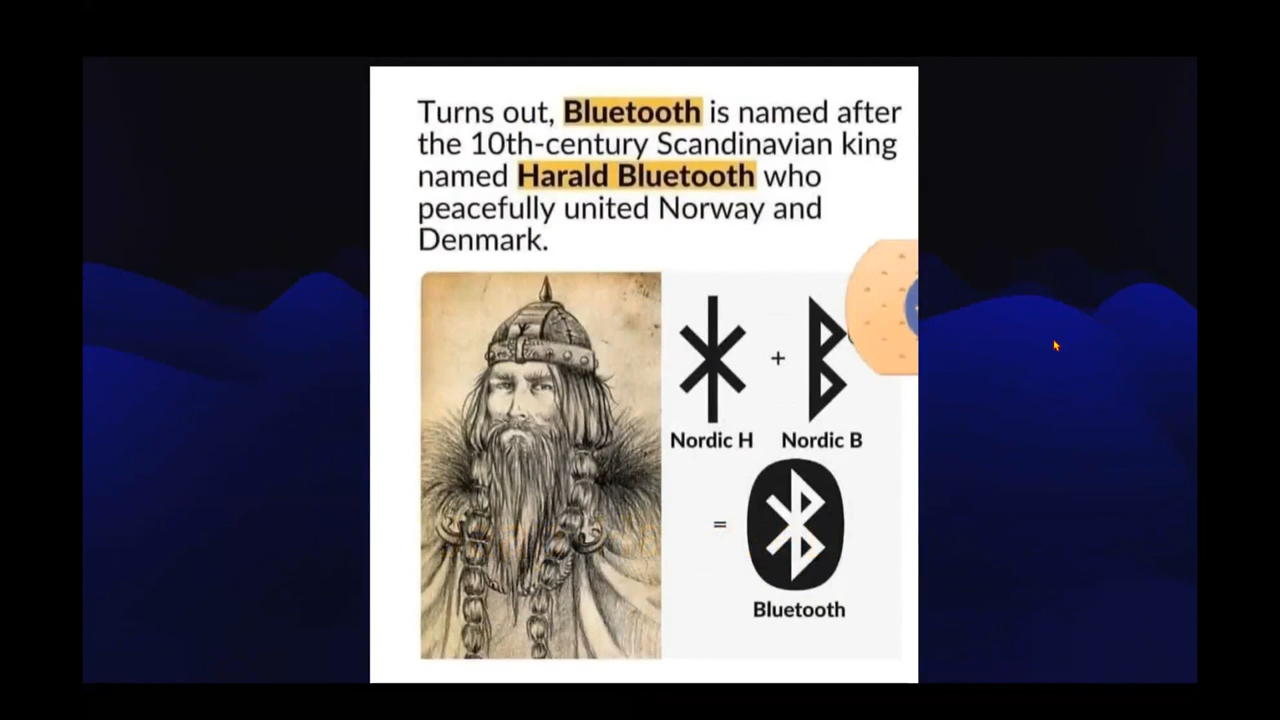 Turns out, Bluetooth is named after
the 10th-century Scandinavian king
named Harald Bluetooth who
peacefully united Norway and
Denmark.
+
Nordic H
Nordic B
=
Bluetooth